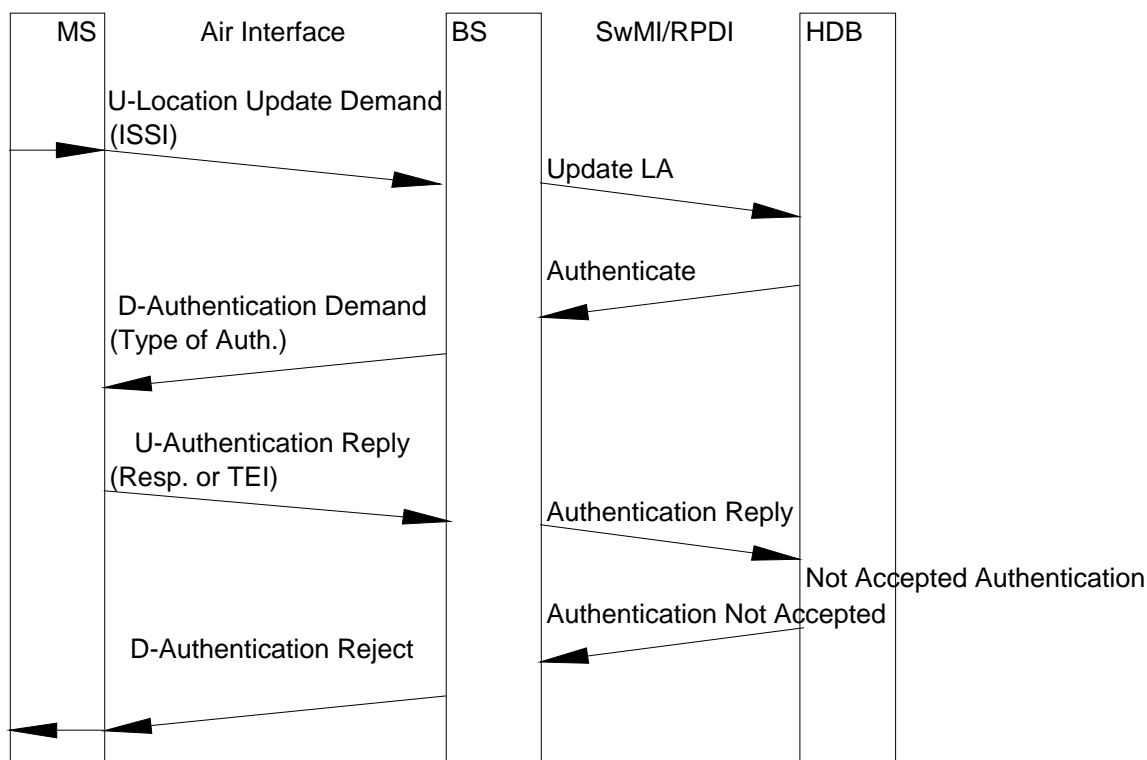 MS
Air Interface
BS
SwMI/RPDI
HDB
U-Location Update Demand
(ISSI)
Update LA
Authenticate
D-Authentication Demand
(Type of Auth.)
U-Authentication Reply
(Resp. or TEI)
Authentication Reply
Not Accepted Authentication
Authentication Not Accepted
D-Authentication Reject